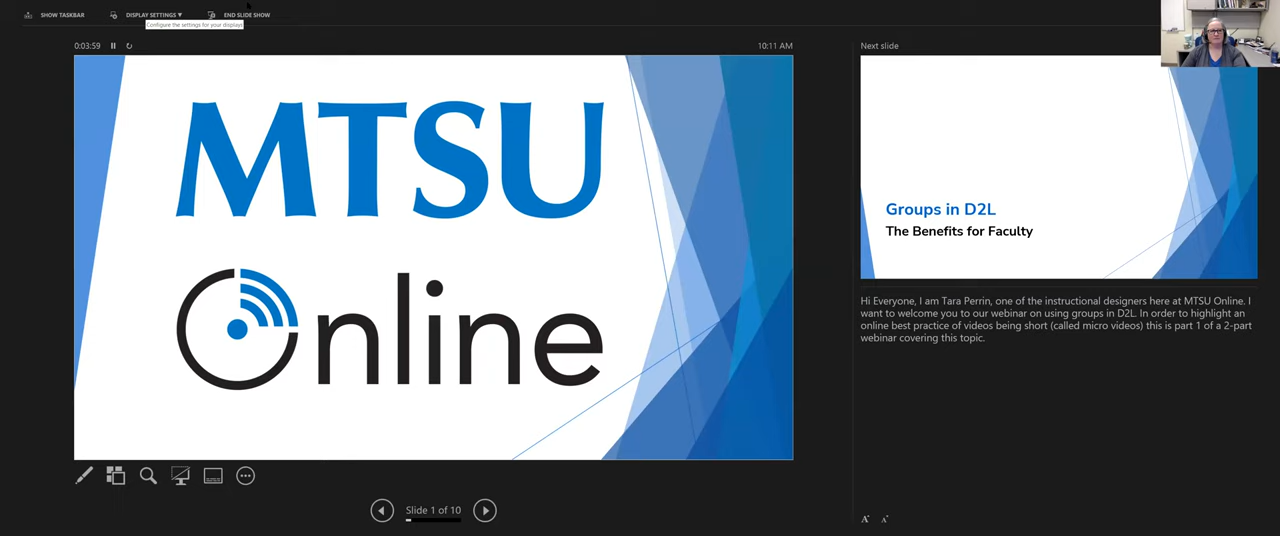 SHOW TASKBAR
DISPLAY SETTINGS ▼
END SLIDE SHOW
Configure the settings for your displays
0:03:59
10:11 AM
MTSU
Online
Slide 1 of 10
Next slide
Groups in D2L
The Benefits for Faculty
Hi Everyone, I am Tara Perrin, one of the instructional designers here at MTSU Online. I
want to welcome you to our webinar on using groups in D2L. In order to highlight an
online best practice of videos being short (called micro videos) this is part 1 of a 2-part
webinar covering this topic.
A A